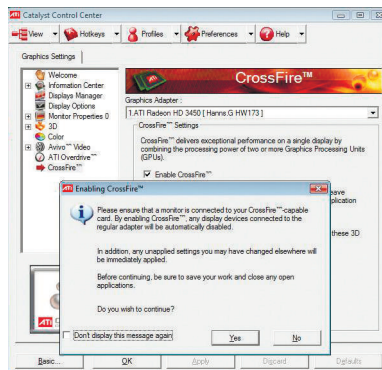 Catalyst Control Center
View Hotkeys Profiles Preferences Help
Graphics Settings
Welcome
Information Center
Displays Manager
Display Options
Monitor Properties 0
3D
Color
Avivo™ Video
ATI Overdrive™
CrossFire™
CrossFire™
Graphics Adapter :
1.ATI Radeon HD 3450 [ Hanns.G HW173 ]
CrossFire™ Settings
CrossFire™ delivers exceptional performance on a single display by
combining the processing power of two or more Graphics Processing Units
(GPUs).
Enable CrossFire™
ATI Enabling CrossFire™
Please ensure that a monitor is connected to your CrossFire™-capable
card. By enabling CrossFire™, any display devices connected to the
regular adapter will be automatically disabled.
In addition, any unapplied settings you may have changed elsewhere will
be immediately applied.
Before continuing, be sure to save your work and close any open
applications.
Do you wish to continue?
Don't display this message again
Yes No
these 3D
ATI
Basic... OK Apply Discard Defaults